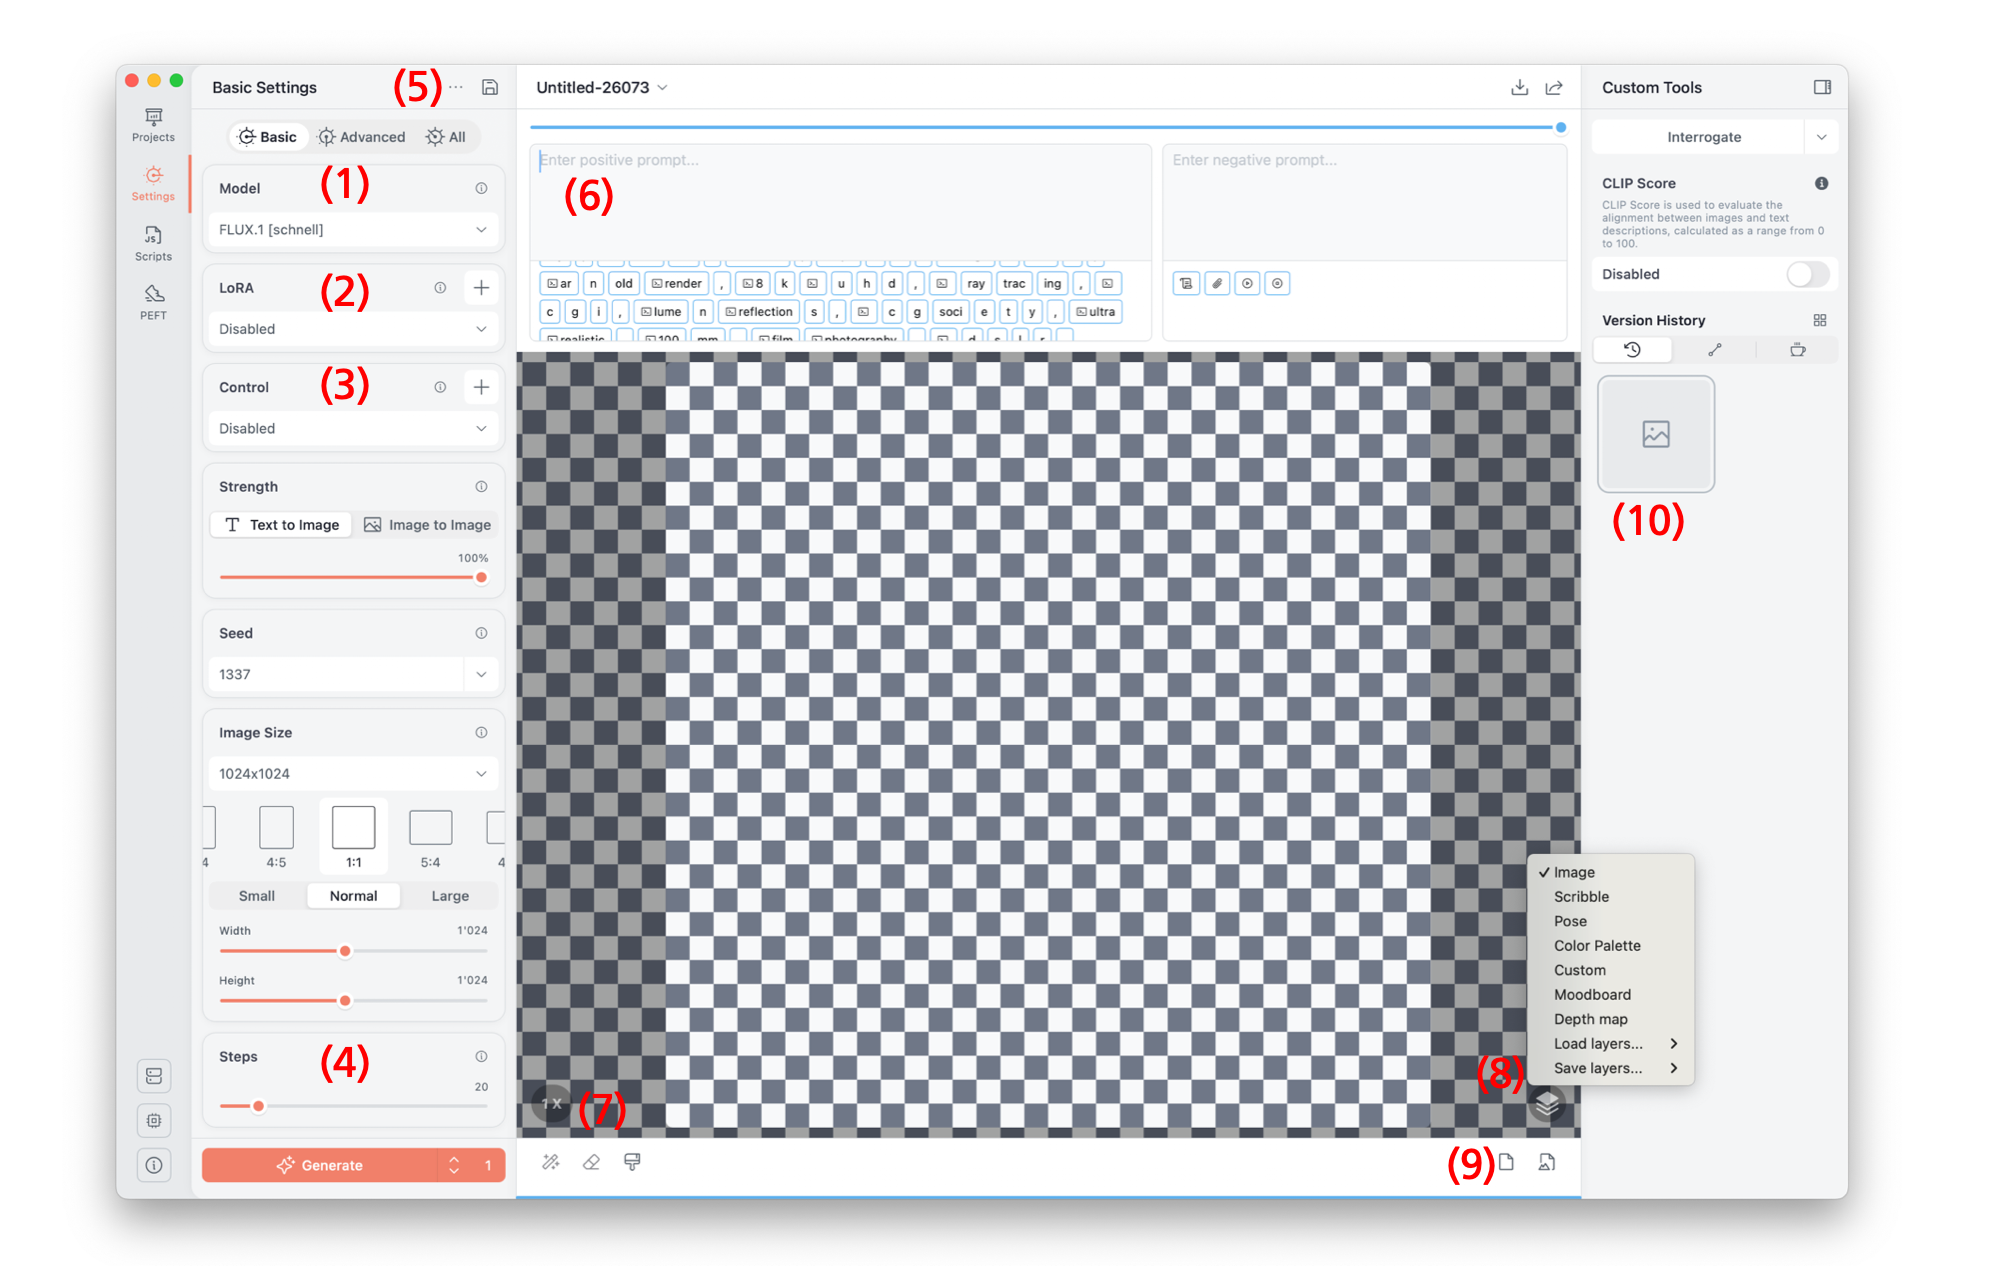 Projects
Settings
Scripts
PEFT
Basic Settings
(5)
Basic
Advanced
All
Model
(1)
FLUX.1 [schnell]
LoRA
(2)
Disabled
Control
(3)
Disabled
Strength
Text to Image
Image to Image
100%
Seed
1337
Image Size
1024x1024
4
4:5
1:1
5:4
4
Small
Normal
Large
Width
1'024
Height
1'024
Steps
(4)
20
Generate
1
Untitled-26073
Enter positive prompt...
(6)
ar n old render , 8 k u h d , ray trac ing ,
c g i , lume n reflection s , c g soci e t y , ultra
realistic , 100 mm , film photography , d s l r ,
Enter negative prompt...
1 X
(7)
(8)
(9)
Image
Scribble
Pose
Color Palette
Custom
Moodboard
Depth map
Load layers...
Save layers...
Custom Tools
Interrogate
CLIP Score
CLIP Score is used to evaluate the
alignment between images and text
descriptions, calculated as a range from 0
to 100.
Disabled
Version History
(10)